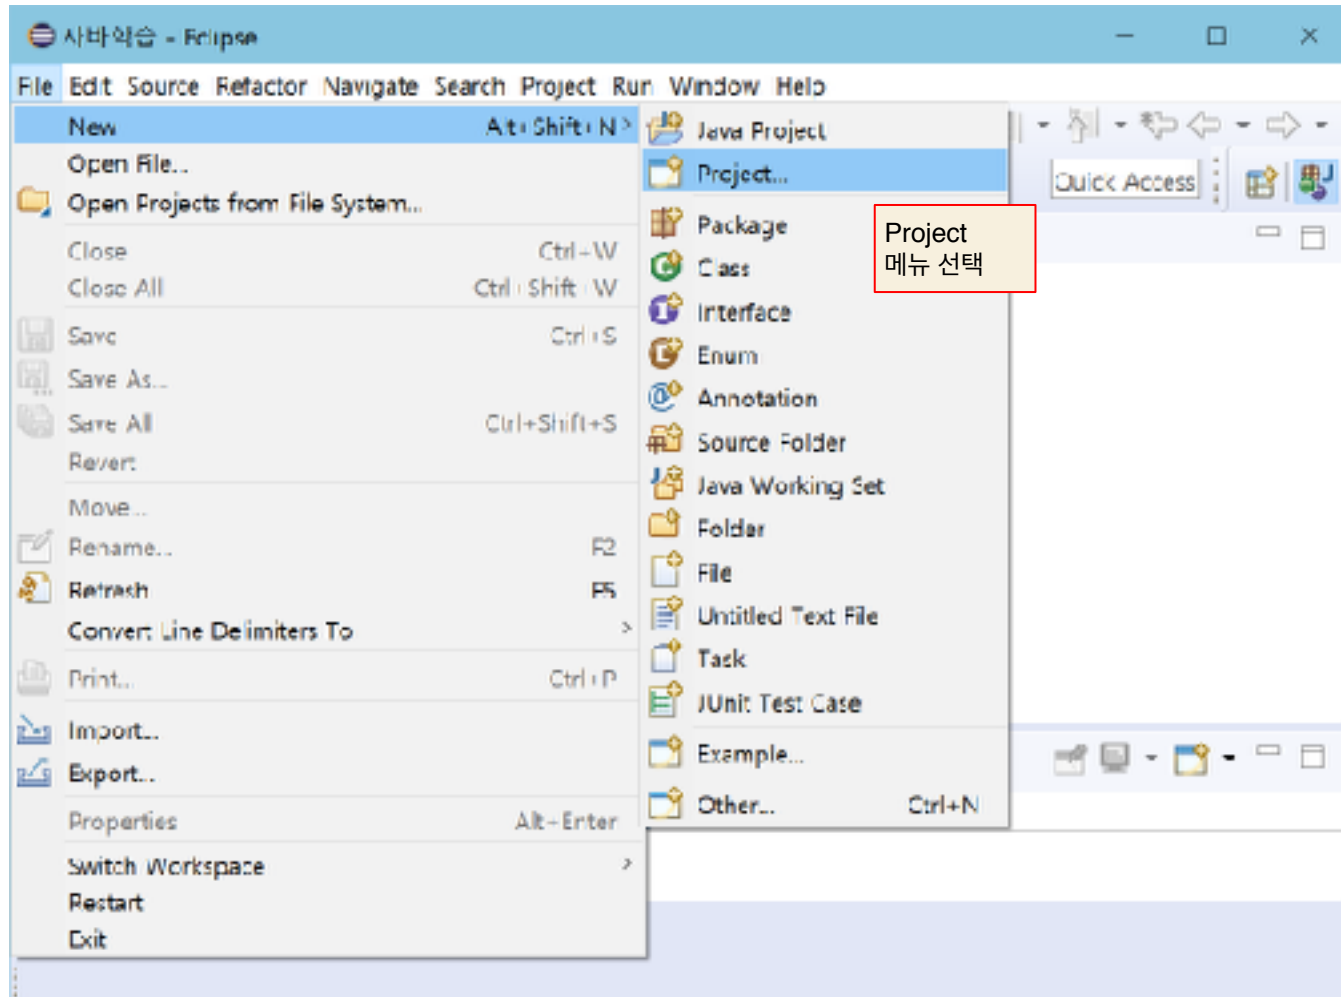 자바학습 - Eclipse
File Edit Source Refactor Navigate Search Project Run Window Help
New Alt+Shift+N >
Open File...
Open Projects from File System...
Close Ctrl+W
Close All Ctrl+Shift+W
Save Ctrl+S
Save As...
Save All Ctrl+Shift+S
Revert
Move...
Rename... F2
Refresh F5
Convert Line Delimiters To >
Print... Ctrl+P
Import...
Export...
Properties Alt+Enter
Switch Workspace >
Restart
Exit
Java Project
Project...
Package
Class
Interface
Enum
Annotation
Source Folder
Java Working Set
Folder
File
Untitled Text File
Task
JUnit Test Case
Example...
Other... Ctrl+N
Quick Access
Project
메뉴 선택